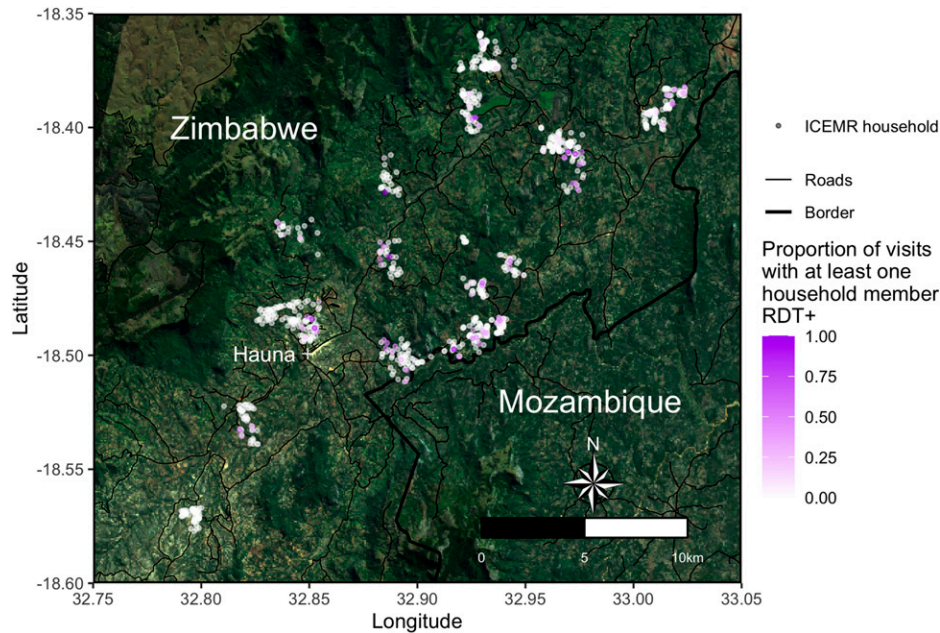 -18.35
-18.40
-18.45
-18.50
-18.55
-18.60
Latitude
Zimbabwe
Hauna +
Mozambique
N
0 5 10km
32.75 32.80 32.85 32.90 32.95 33.00 33.05
Longitude
ICEMR household
Roads
Border
Proportion of visits
with at least one
household member
RDT+
1.00
0.75
0.50
0.25
0.00